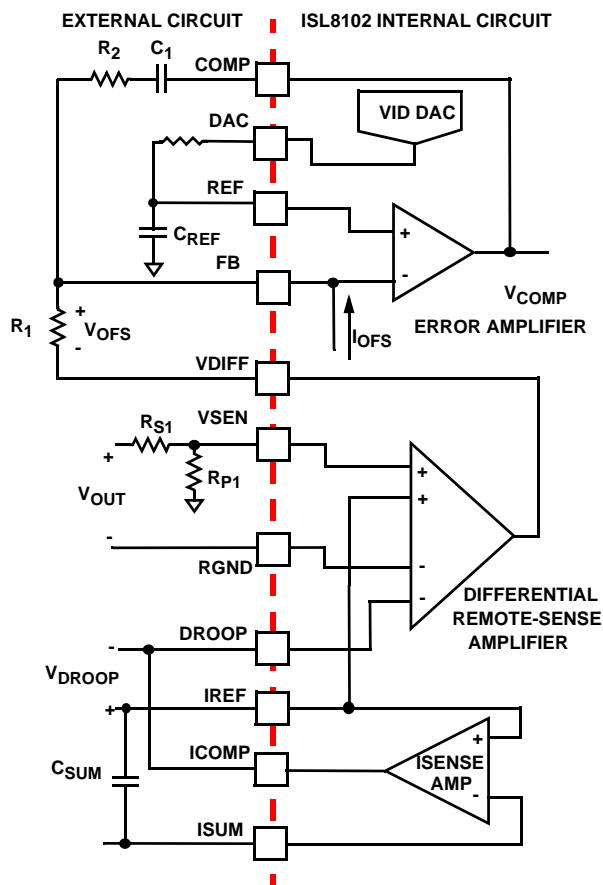 EXTERNAL CIRCUIT
ISL8102 INTERNAL CIRCUIT
R2
C1
COMP
VID DAC
DAC
REF
+
CREF
FB
-
VCOMP
ERROR AMPLIFIER
IOFS
R1
+
VOFS
-
VDIFF
RS1
VSEN
+
RP1
+
+
VOUT
-
RGND
-
-
DIFFERENTIAL
REMOTE-SENSE
AMPLIFIER
DROOP
-
VDROOP
IREF
+
+
ICOMP
ISENSE
AMP
-
CSUM
ISUM